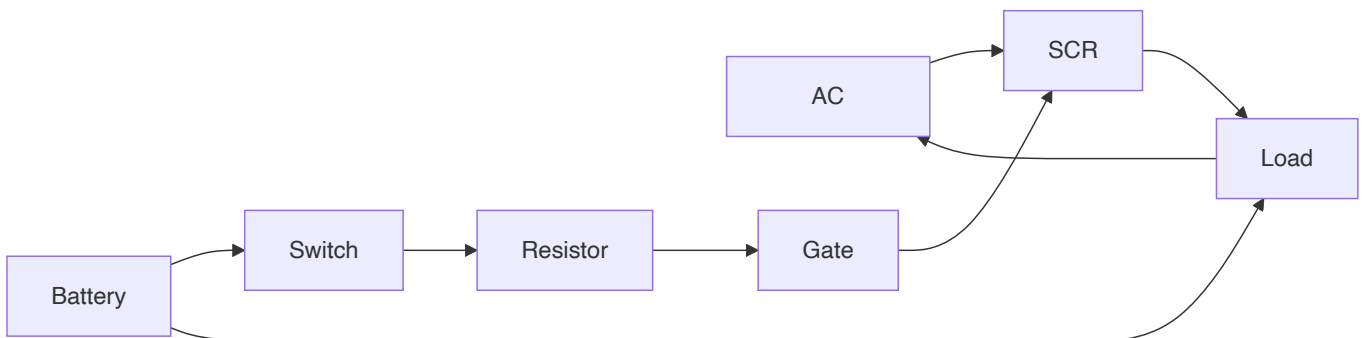 SCR
AC
Load
Switch
Resistor
Gate
Battery